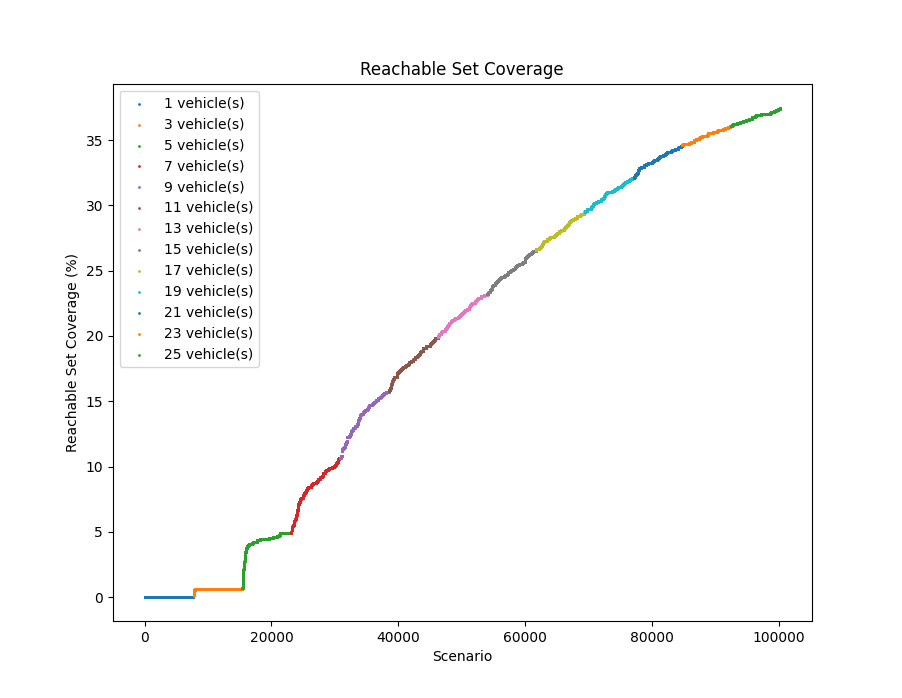 Reachable Set Coverage
1 vehicle(s)
3 vehicle(s)
5 vehicle(s)
7 vehicle(s)
9 vehicle(s)
11 vehicle(s)
13 vehicle(s)
15 vehicle(s)
17 vehicle(s)
19 vehicle(s)
21 vehicle(s)
23 vehicle(s)
25 vehicle(s)
Reachable Set Coverage (%)
35
30
25
20
15
10
5
0
0
20000
40000
60000
80000
100000
Scenario